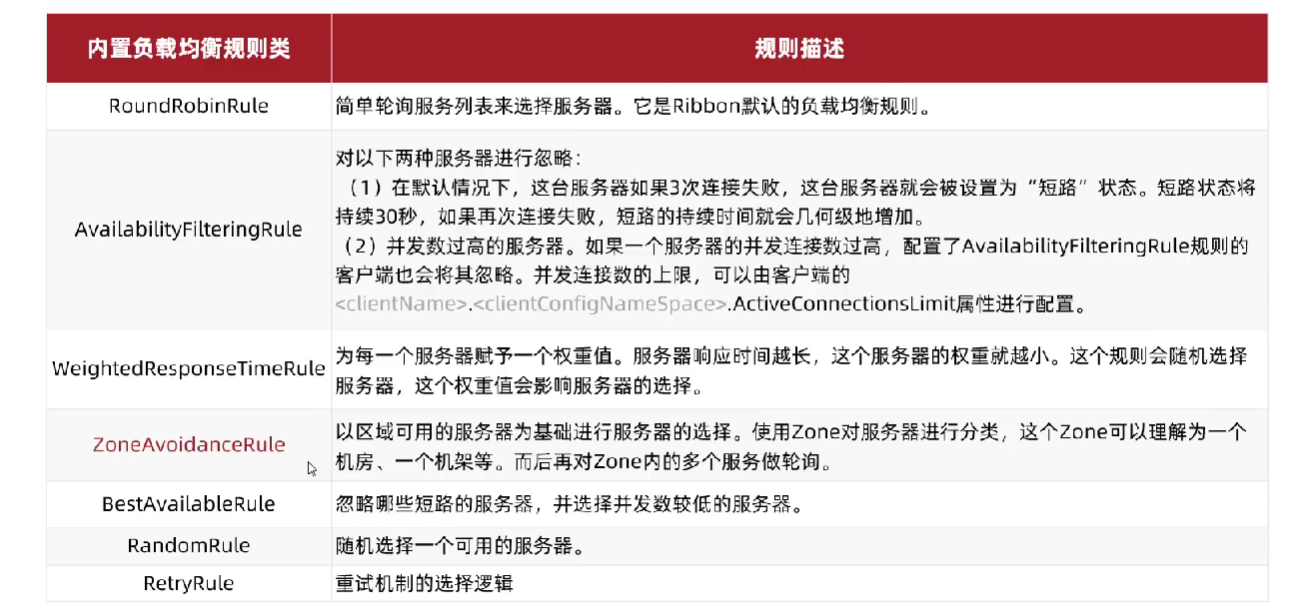 内置负载均衡规则类
规则描述
RoundRobinRule
简单轮询服务列表来选择服务器。它是Ribbon默认的负载均衡规则。
AvailabilityFilteringRule
对以下两种服务器进行忽略：
（1）在默认情况下，这台服务器如果3次连接失败，这台服务器就会被设置为“短路”状态。短路状态将
持续30秒，如果再次连接失败，短路的持续时间就会几何级地增加。
（2）并发数过高的服务器。如果一个服务器的并发连接数过高，配置了AvailabilityFilteringRule规则的
客户端也会将其忽略。并发连接数的上限，可以由客户端的
<clientName>.<clientConfigNameSpace>.ActiveConnectionsLimit属性进行配置。
WeightedResponseTimeRule
为每一个服务器赋予一个权重值。服务器响应时间越长，这个服务器的权重就越小。这个规则会随机选择
服务器，这个权重值会影响服务器的选择。
ZoneAvoidanceRule
以区域可用的服务器为基础进行服务器的选择。使用Zone对服务器进行分类，这个Zone可以理解为一个
机房、一个机架等。而后再对Zone内的多个服务做轮询。
BestAvailableRule
忽略哪些短路的服务器，并选择并发数较低的服务器。
RandomRule
随机选择一个可用的服务器。
RetryRule
重试机制的选择逻辑